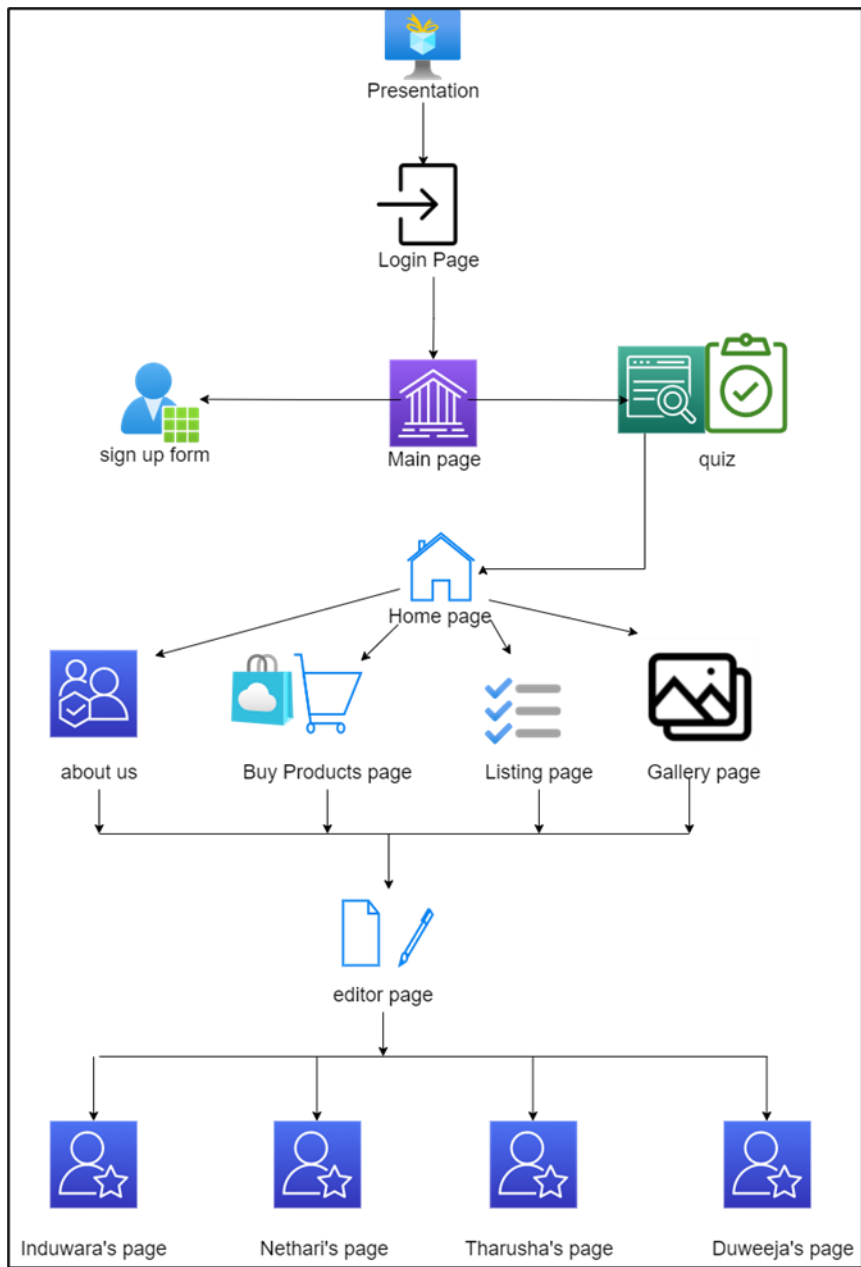 Presentation
Login Page
sign up form
Main page
quiz
Home page
about us
Buy Products page
Listing page
Gallery page
editor page
Induwara's page
Nethari's page
Tharusha's page
Duweeja's page